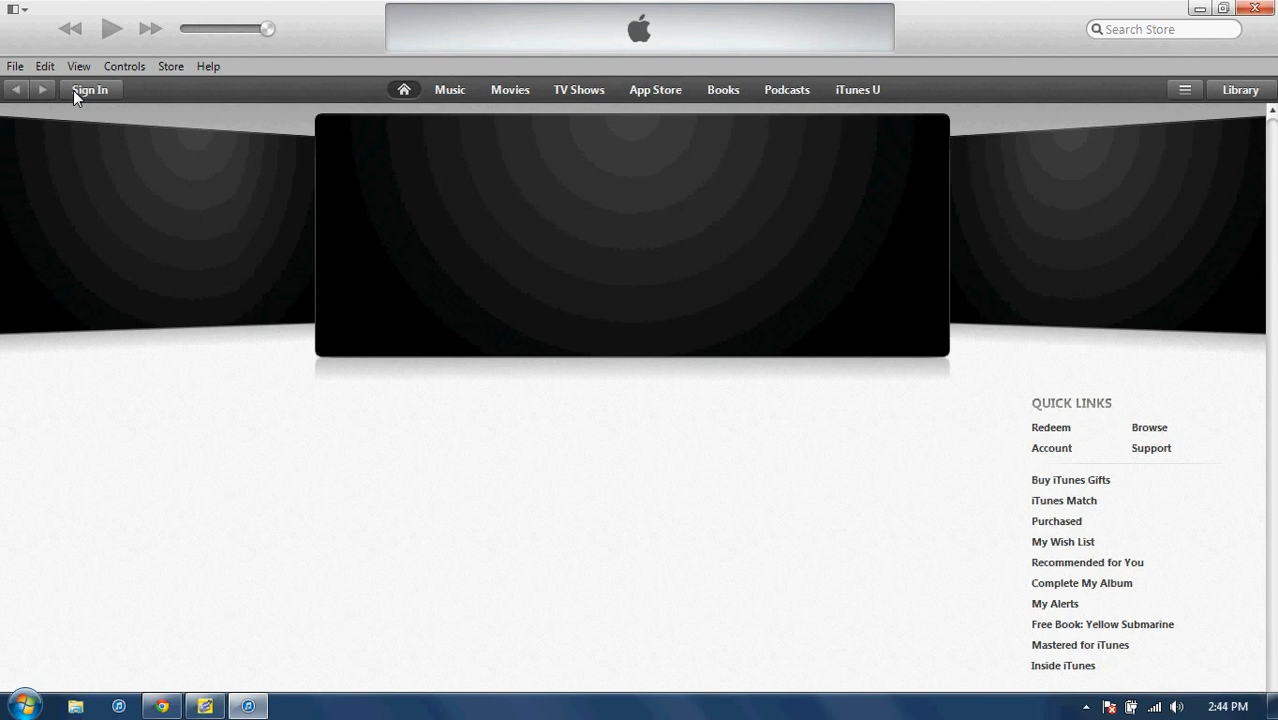 Search Store
File Edit View Controls Store Help
Sign In Music Movies TV Shows App Store Books Podcasts iTunes U Library
QUICK LINKS
Redeem Browse
Account Support
Buy iTunes Gifts
iTunes Match
Purchased
My Wish List
Recommended for You
Complete My Album
My Alerts
Free Book: Yellow Submarine
Mastered for iTunes
Inside iTunes
2:44 PM